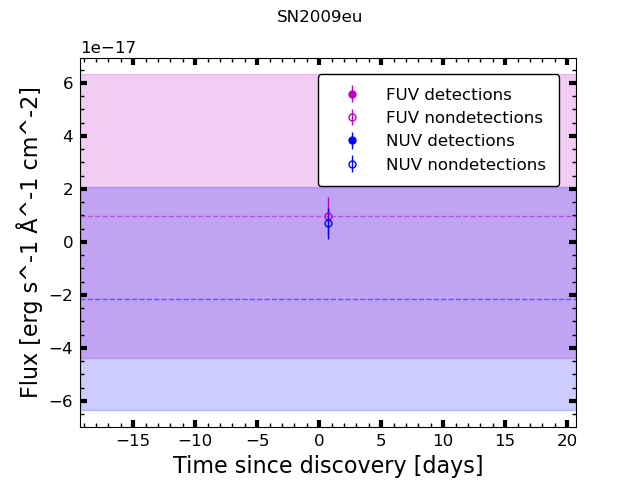 SN2009eu
1e−17
FUV detections
FUV nondetections
NUV detections
NUV nondetections
6
4
2
0
−2
−4
−6
Flux [erg s^-1 Å^-1 cm^-2]
−15 −10 −5 0 5 10 15 20
Time since discovery [days]